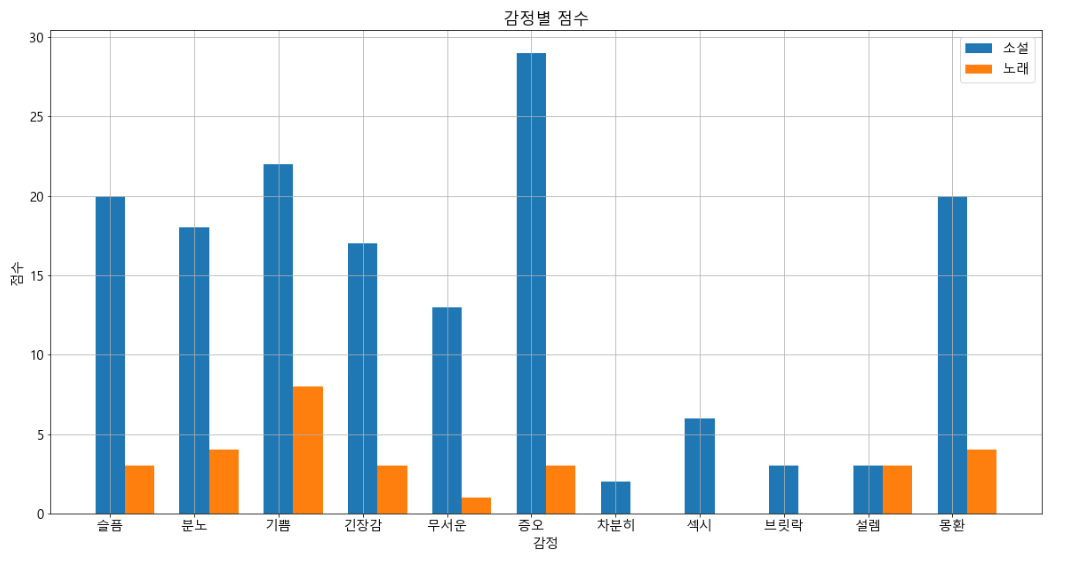 감정별 점수
소설
노래
점수
30
25
20
15
10
5
0
슬픔 분노 기쁨 긴장감 무서운 증오 차분히 섹시 브릿락 설렘 몽환
감정